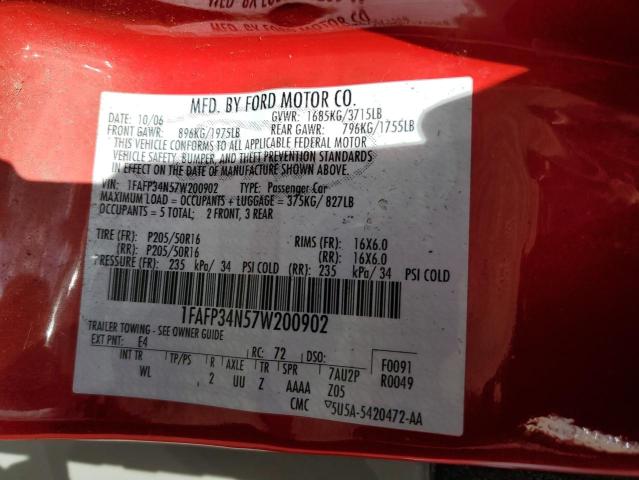 MFD. BY FORD MOTOR CO.
MFD. BY FORD MOTOR CO.
DATE: 10/06 GVWR: 1685KG/3715LB
FRONT GAWR: 896KG/1975LB REAR GAWR: 796KG/1755LB
THIS VEHICLE CONFORMS TO ALL APPLICABLE FEDERAL MOTOR
VEHICLE SAFETY, BUMPER, AND THEFT PREVENTION STANDARDS
IN EFFECT ON THE DATE OF MANUFACTURE SHOWN ABOVE.
VIN: 1FAFP34N57W200902 TYPE: Passenger Car
MAXIMUM LOAD = OCCUPANTS + LUGGAGE = 375KG/ 827LB
OCCUPANTS = 5 TOTAL; 2 FRONT, 3 REAR
TIRE (FR): P205/50R16 RIMS (FR): 16X6.0
(RR): P205/50R16 (RR): 16X6.0
PRESSURE (FR): 235 kPa/ 34 PSI COLD (RR): 235 kPa/ 34 PSI COLD
1FAFP34N57W200902
TRAILER TOWING - SEE OWNER GUIDE
EXT PNT: E4 RC: 72 DSO: F0091
INT TR TP/PS R AXLE TR SPR 7AU2P R0049
WL 2 UU Z AAAA Z05
CMC ▽5U5A-5420472-AA